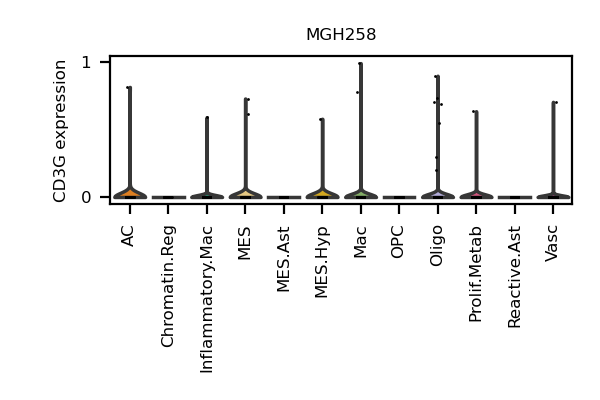 MGH258
CD3G expression
1
0
AC
Chromatin.Reg
Inflammatory.Mac
MES
MES.Ast
MES.Hyp
Mac
OPC
Oligo
Prolif.Metab
Reactive.Ast
Vasc